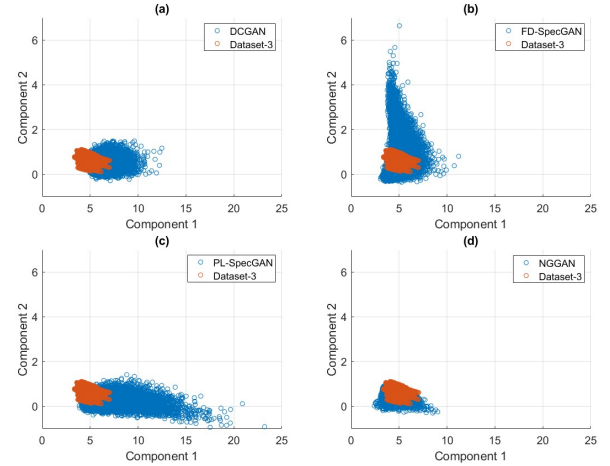 (a)
DCGAN
Dataset-3
Component 2
6
4
2
0
0 5 10 15 20 25
Component 1
(b)
FD-SpecGAN
Dataset-3
Component 2
6
4
2
0
0 5 10 15 20 25
Component 1
(c)
PL-SpecGAN
Dataset-3
Component 2
6
4
2
0
0 5 10 15 20 25
Component 1
(d)
NGGAN
Dataset-3
Component 2
6
4
2
0
0 5 10 15 20 25
Component 1